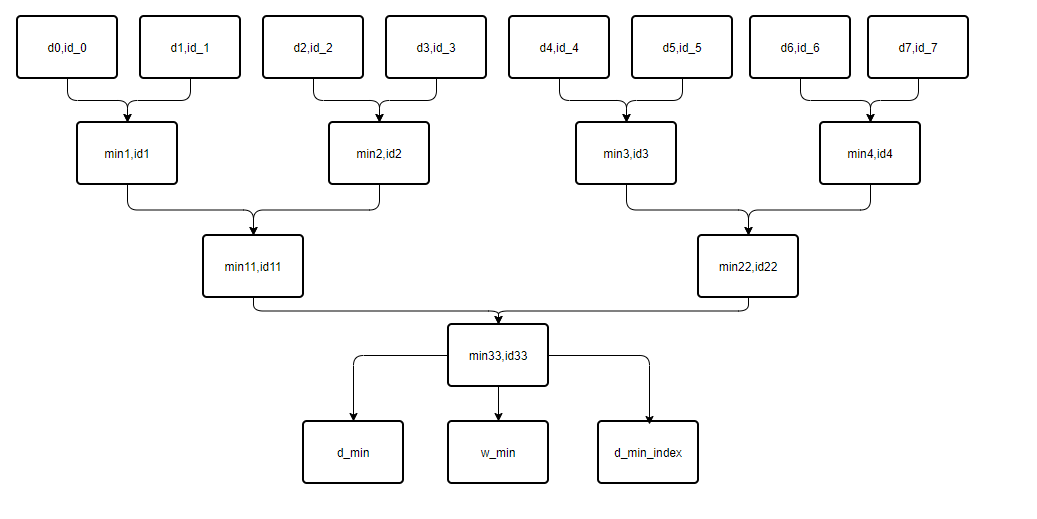 d0,id_0
d1,id_1
d2,id_2
d3,id_3
d4,id_4
d5,id_5
d6,id_6
d7,id_7
min1,id1
min2,id2
min3,id3
min4,id4
min11,id11
min22,id22
min33,id33
d_min
w_min
d_min_index